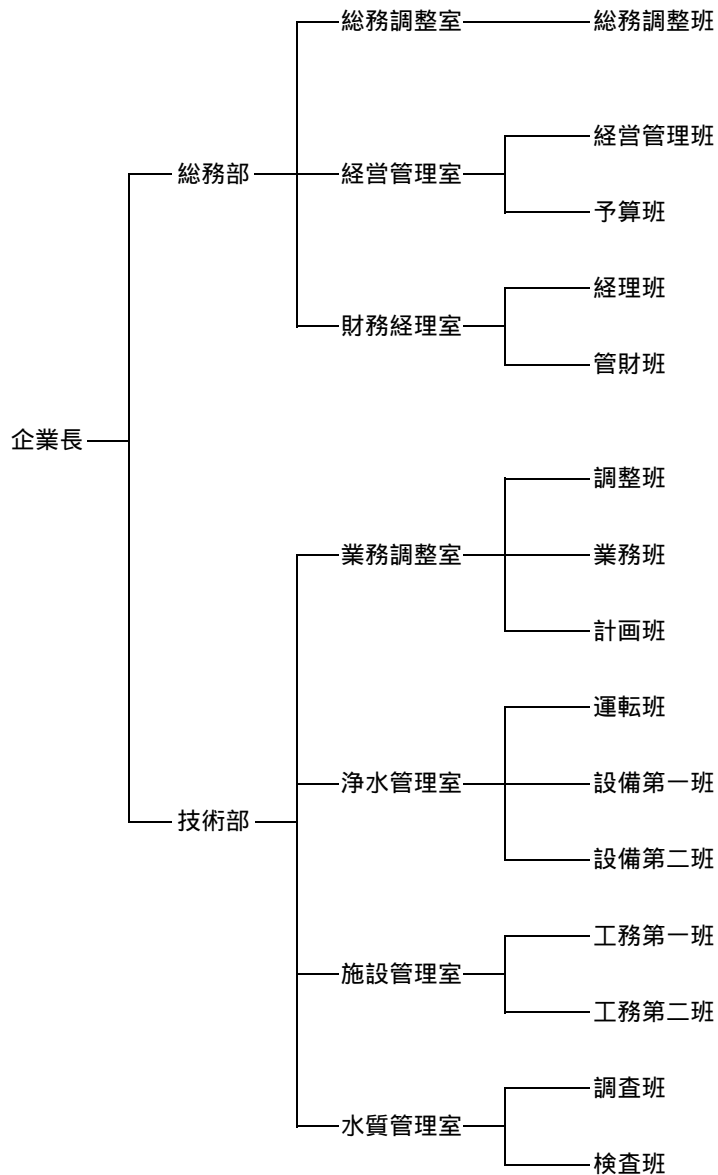 企業長
総務部
総務調整室
総務調整班
経営管理室
経営管理班
予算班
財務経理室
経理班
管財班
技術部
業務調整室
調整班
業務班
計画班
浄水管理室
運転班
設備第一班
設備第二班
施設管理室
工務第一班
工務第二班
水質管理室
調査班
検査班